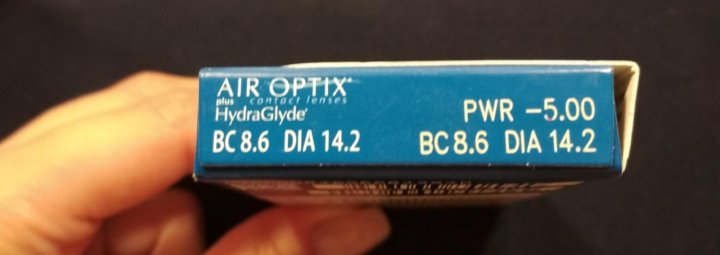 AIR OPTIX®
plus contact lenses
HydraGlyde®
BC 8.6 DIA 14.2
PWR -5.00
BC 8.6 DIA 14.2